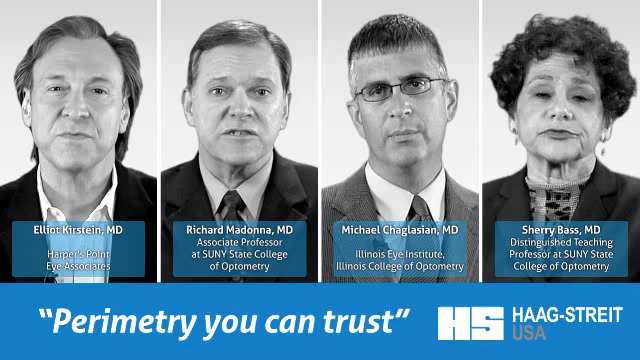 Elliot Kirstein, MD
Harper's Point
Eye Associates
Richard Madonna, MD
Associate Professor
at SUNY State College
of Optometry
Michael Chaglasian, MD
Illinois Eye Institute,
Illinois College of Optometry
Sherry Bass, MD
Distinguished Teaching
Professor at SUNY State
College of Optometry
“Perimetry you can trust”
HS HAAG-STREIT
USA